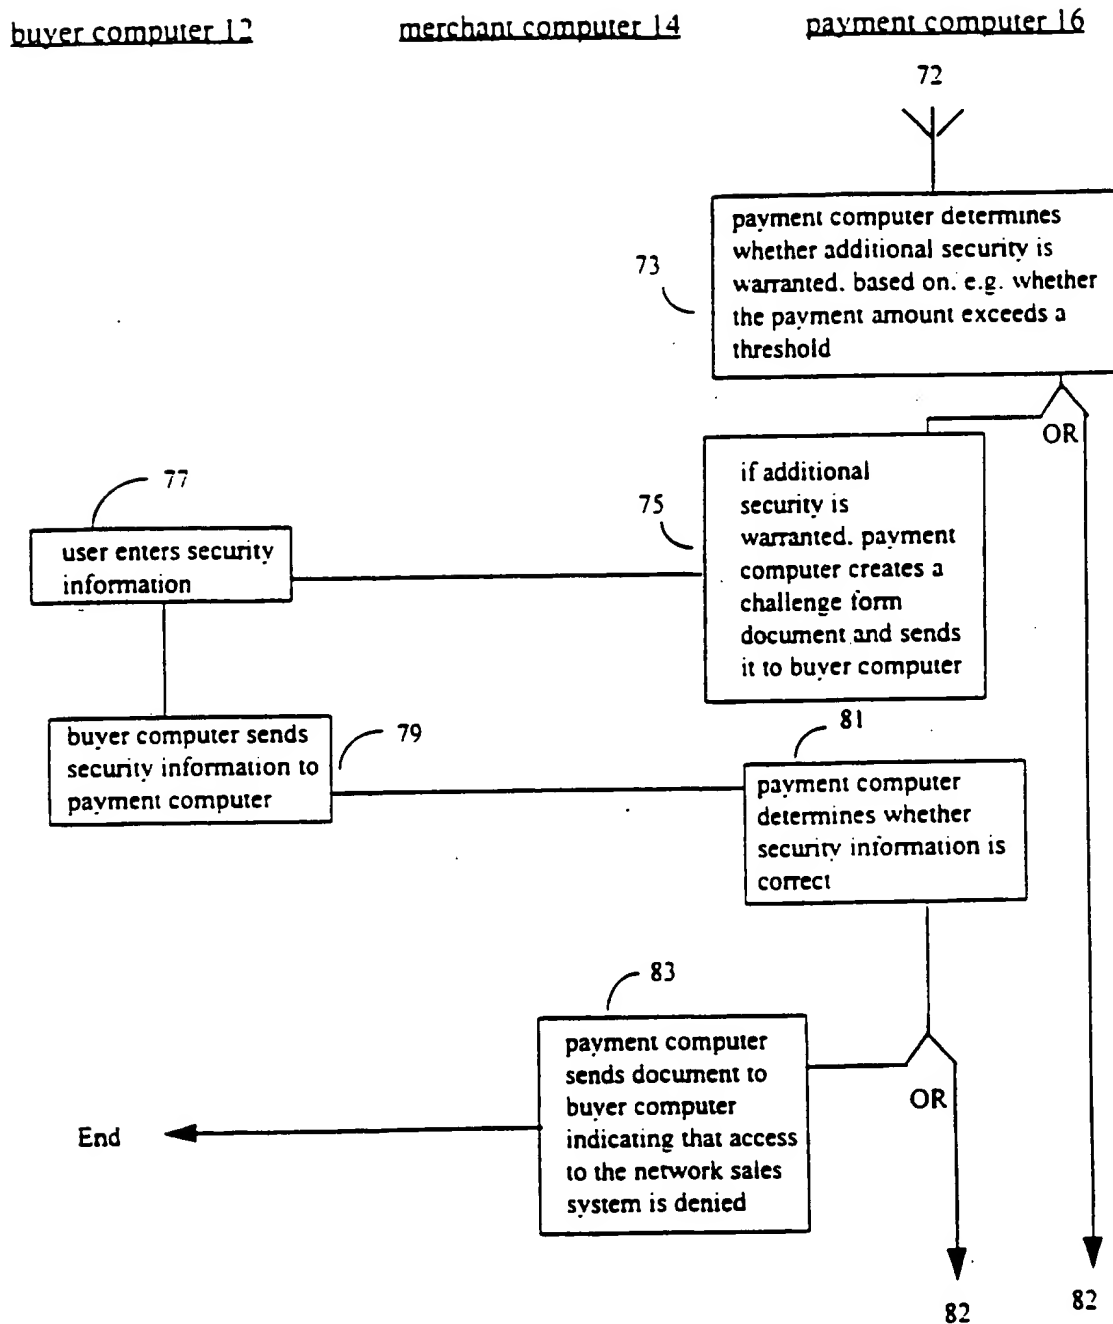 buyer computer 12
merchant computer 14
payment computer 16
72
payment computer determines
whether additional security is
warranted. based on. e.g. whether
the payment amount exceeds a
threshold
73
OR
if additional
security is
warranted. payment
computer creates a
challenge form
document and sends
it to buyer computer
75
77
user enters security
information
buyer computer sends
security information to
payment computer
79
81
payment computer
determines whether
security information is
correct
83
payment computer
sends document to
buyer computer
indicating that access
to the network sales
system is denied
OR
End
82
82